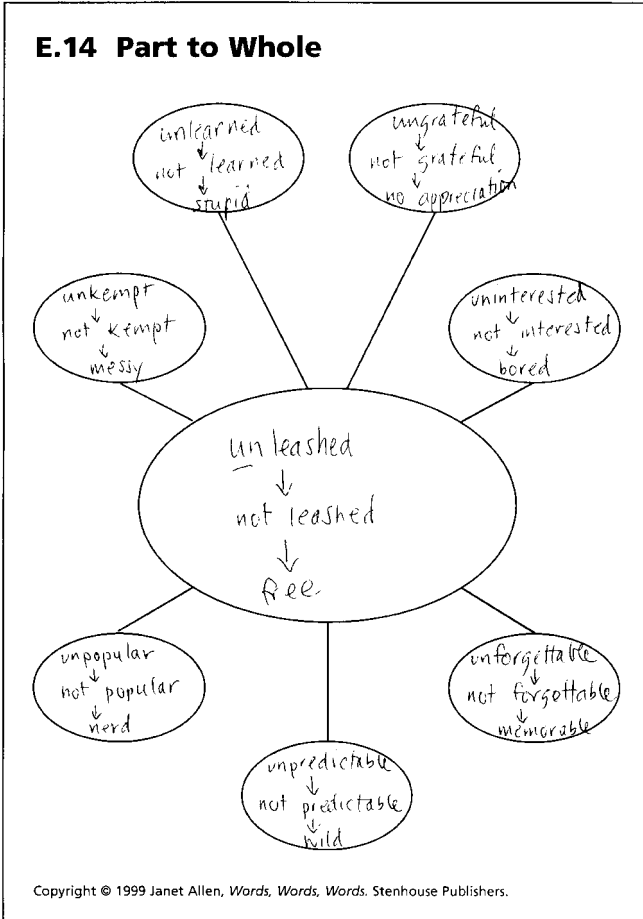 E.14 Part to Whole
unlearned
↓
not learned
↓
stupid
ungrateful
↓
not grateful
↓
no appreciation
unkempt
↓
not kempt
↓
messy
uninterested
↓
not interested
↓
bored
unleashed
↓
not leashed
↓
free
unpopular
↓
not popular
↓
nerd
unforgettable
↓
not forgettable
↓
memorable
unpredictable
↓
not predictable
↓
wild
Copyright © 1999 Janet Allen, Words, Words, Words. Stenhouse Publishers.